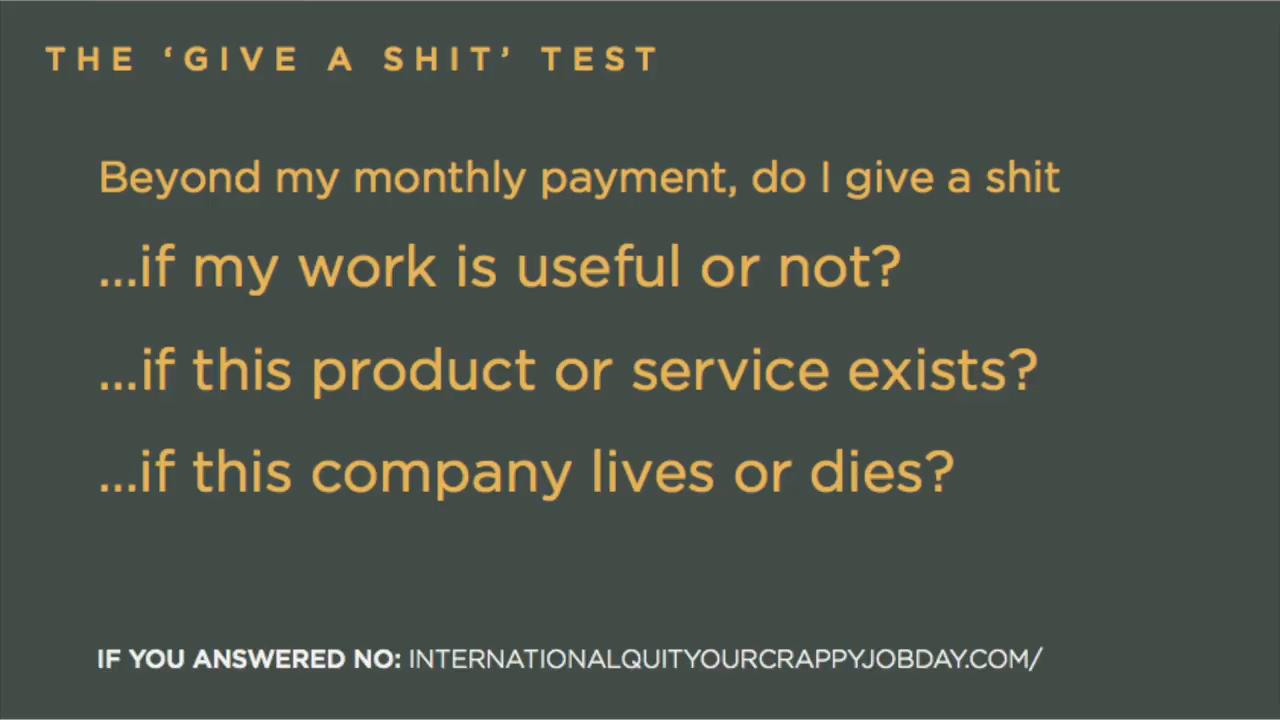 THE ‘GIVE A SHIT’ TEST
Beyond my monthly payment, do I give a shit
...if my work is useful or not?
...if this product or service exists?
...if this company lives or dies?
IF YOU ANSWERED NO: INTERNATIONALQUITYOURCRAPPYJOBDAY.COM/